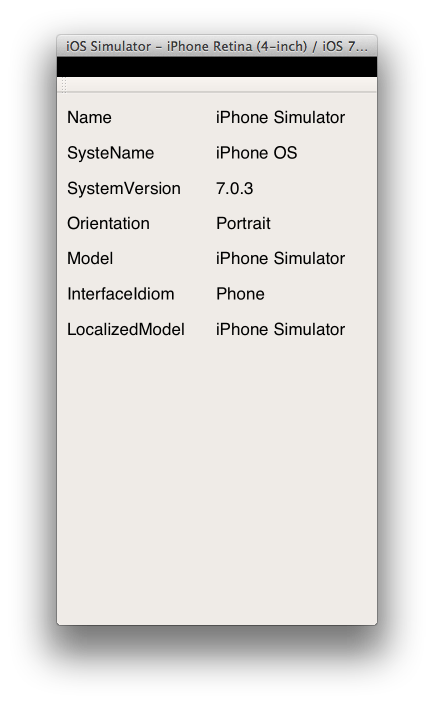 iOS Simulator – iPhone Retina (4-inch) / iOS 7...
Name iPhone Simulator
SysteName iPhone OS
SystemVersion 7.0.3
Orientation Portrait
Model iPhone Simulator
InterfaceIdiom Phone
LocalizedModel iPhone Simulator